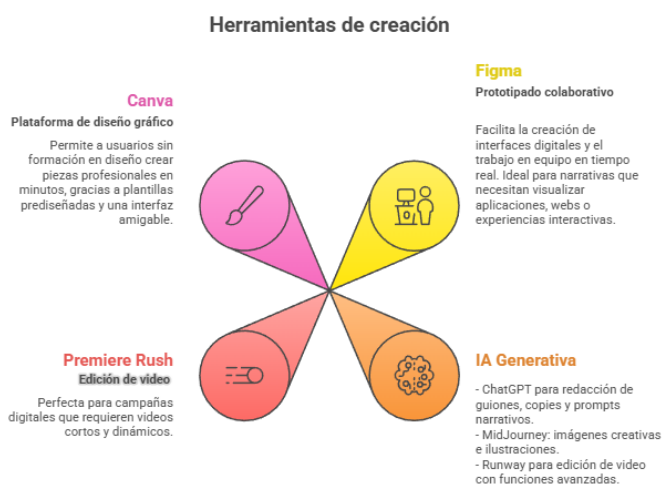 Herramientas de creación
Canva
Plataforma de diseño gráfico
Permite a usuarios sin
formación en diseño crear
piezas profesionales en
minutos, gracias a plantillas
prediseñadas y una interfaz
amigable.
Figma
Prototipado colaborativo
Facilita la creación de
interfaces digitales y el
trabajo en equipo en tiempo
real. Ideal para narrativas que
necesitan visualizar
aplicaciones, webs o
experiencias interactivas.
Premiere Rush
Edición de video
Perfecta para campañas
digitales que requieren videos
cortos y dinámicos.
IA Generativa
- ChatGPT para redacción de
guiones, copies y prompts
narrativos.
- MidJourney: imágenes creativas
e ilustraciones.
- Runway para edición de video
con funciones avanzadas.